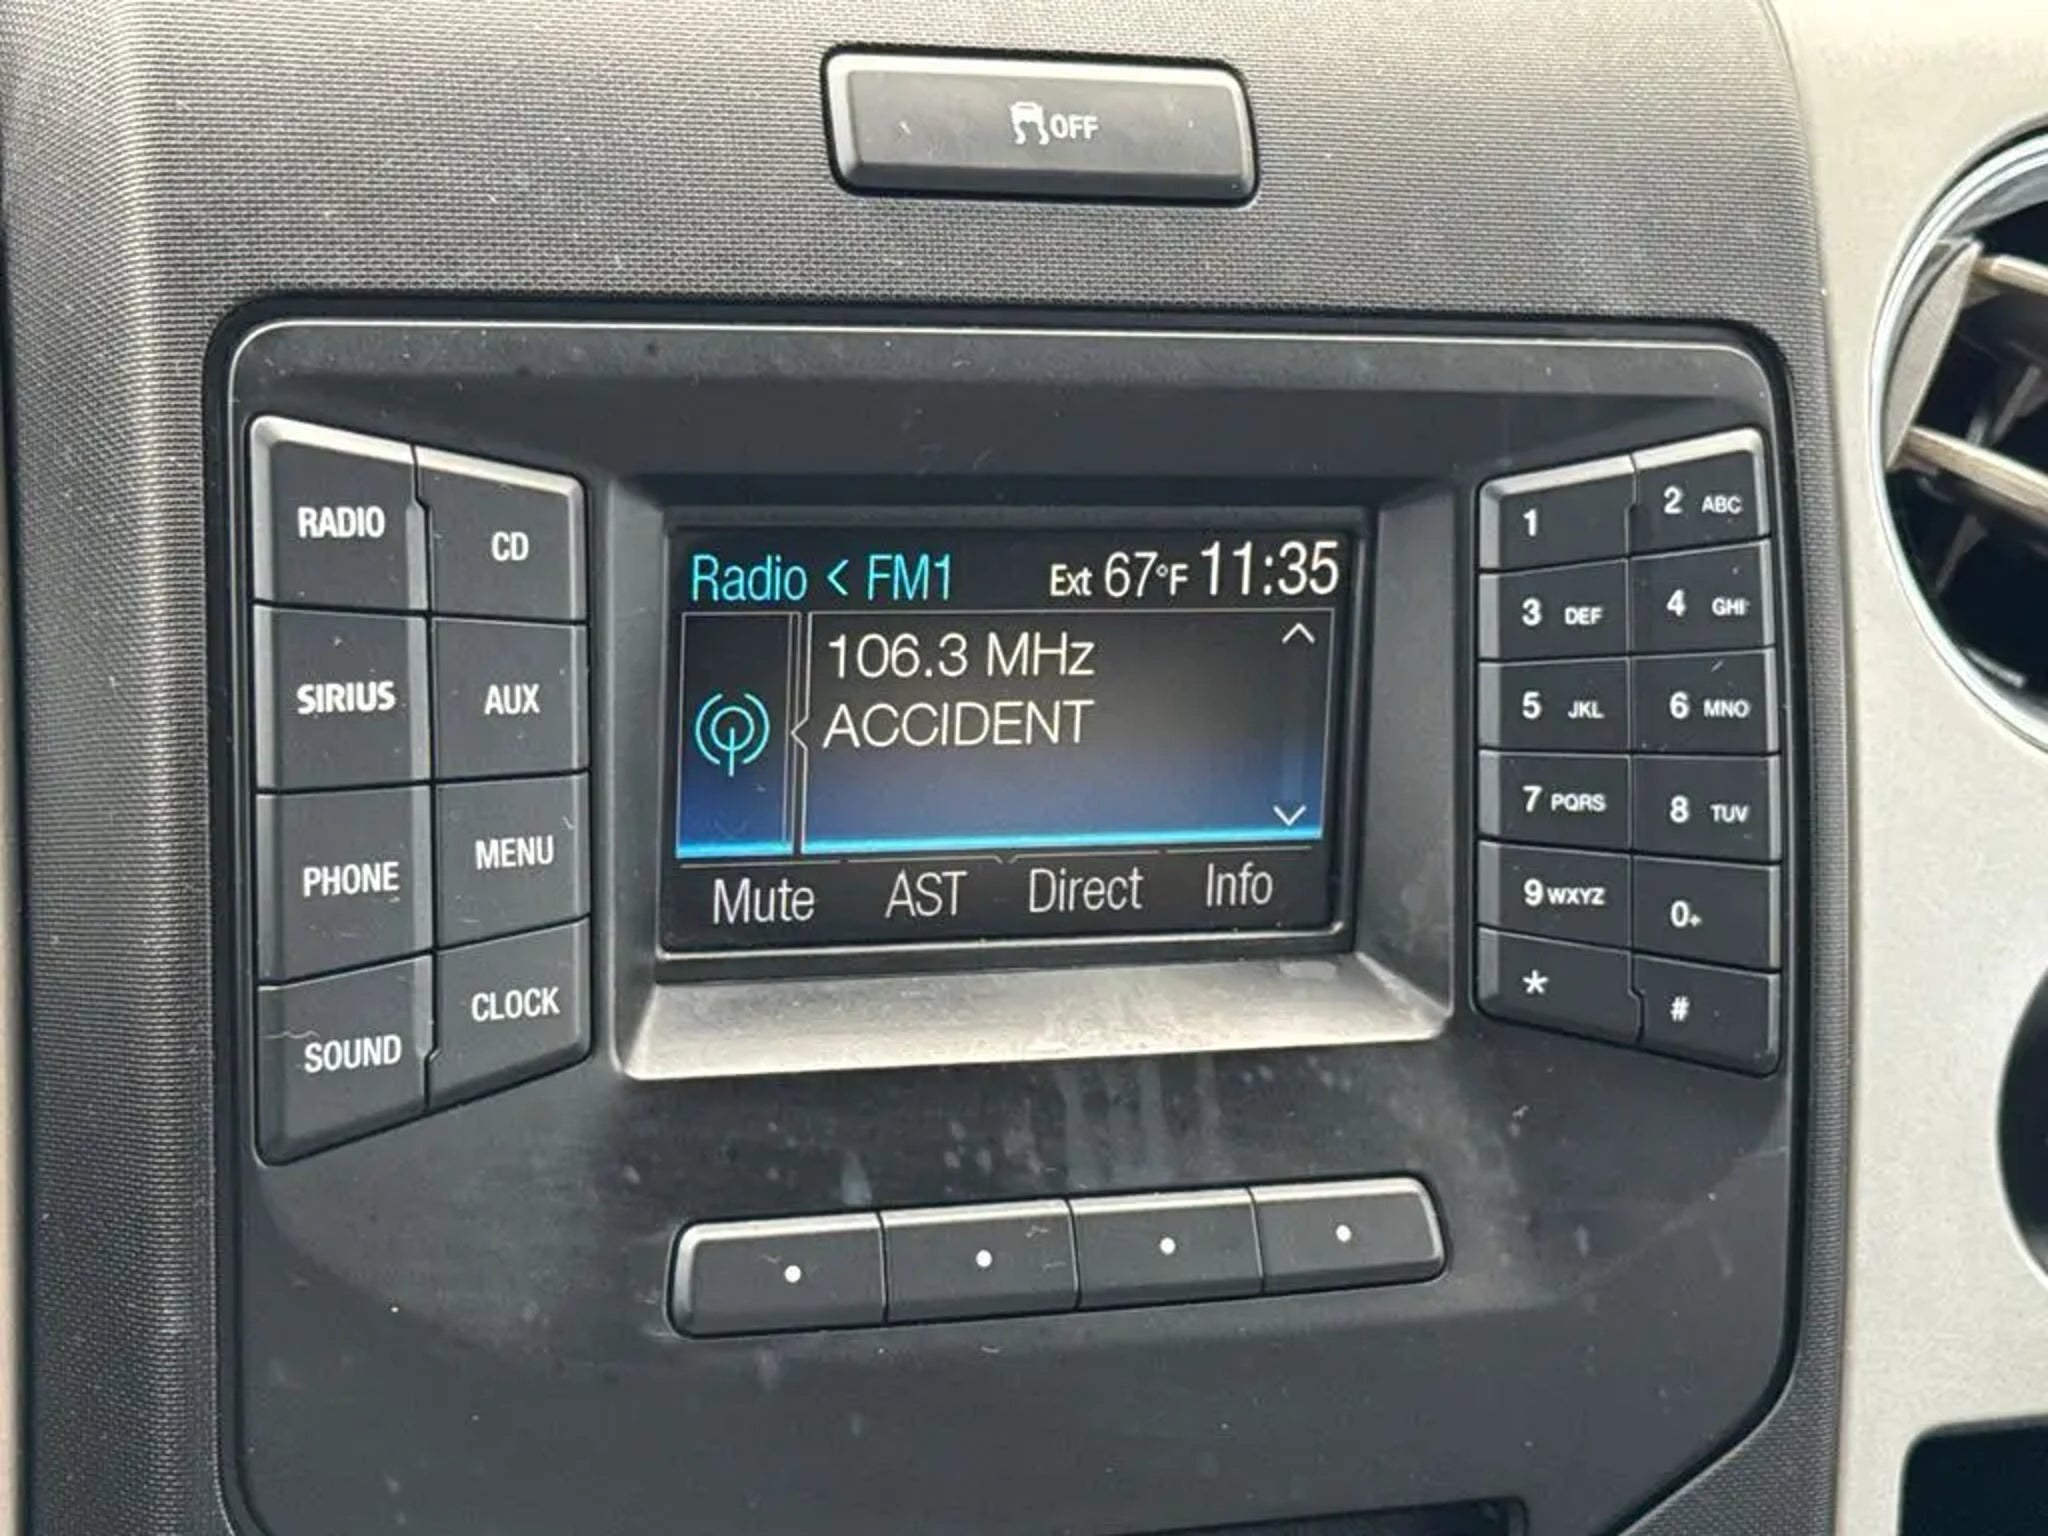 OFF
Radio < FM1 Ext 67°F 11:35
106.3 MHz
ACCIDENT
Mute AST Direct Info
RADIO CD
SIRIUS AUX
PHONE MENU
SOUND CLOCK
1 2 ABC
3 DEF 4 GHI
5 JKL 6 MNO
7 PQRS 8 TUV
9 WXYZ 0+
* #